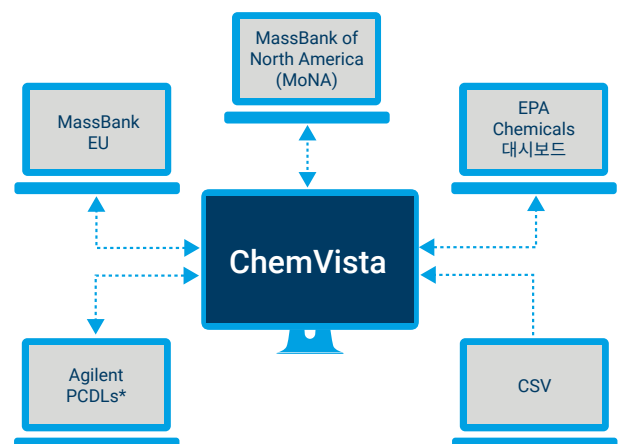 MassBank of
North America
(MoNA)
MassBank
EU
EPA
Chemicals
대시보드
ChemVista
Agilent
PCDLs*
CSV